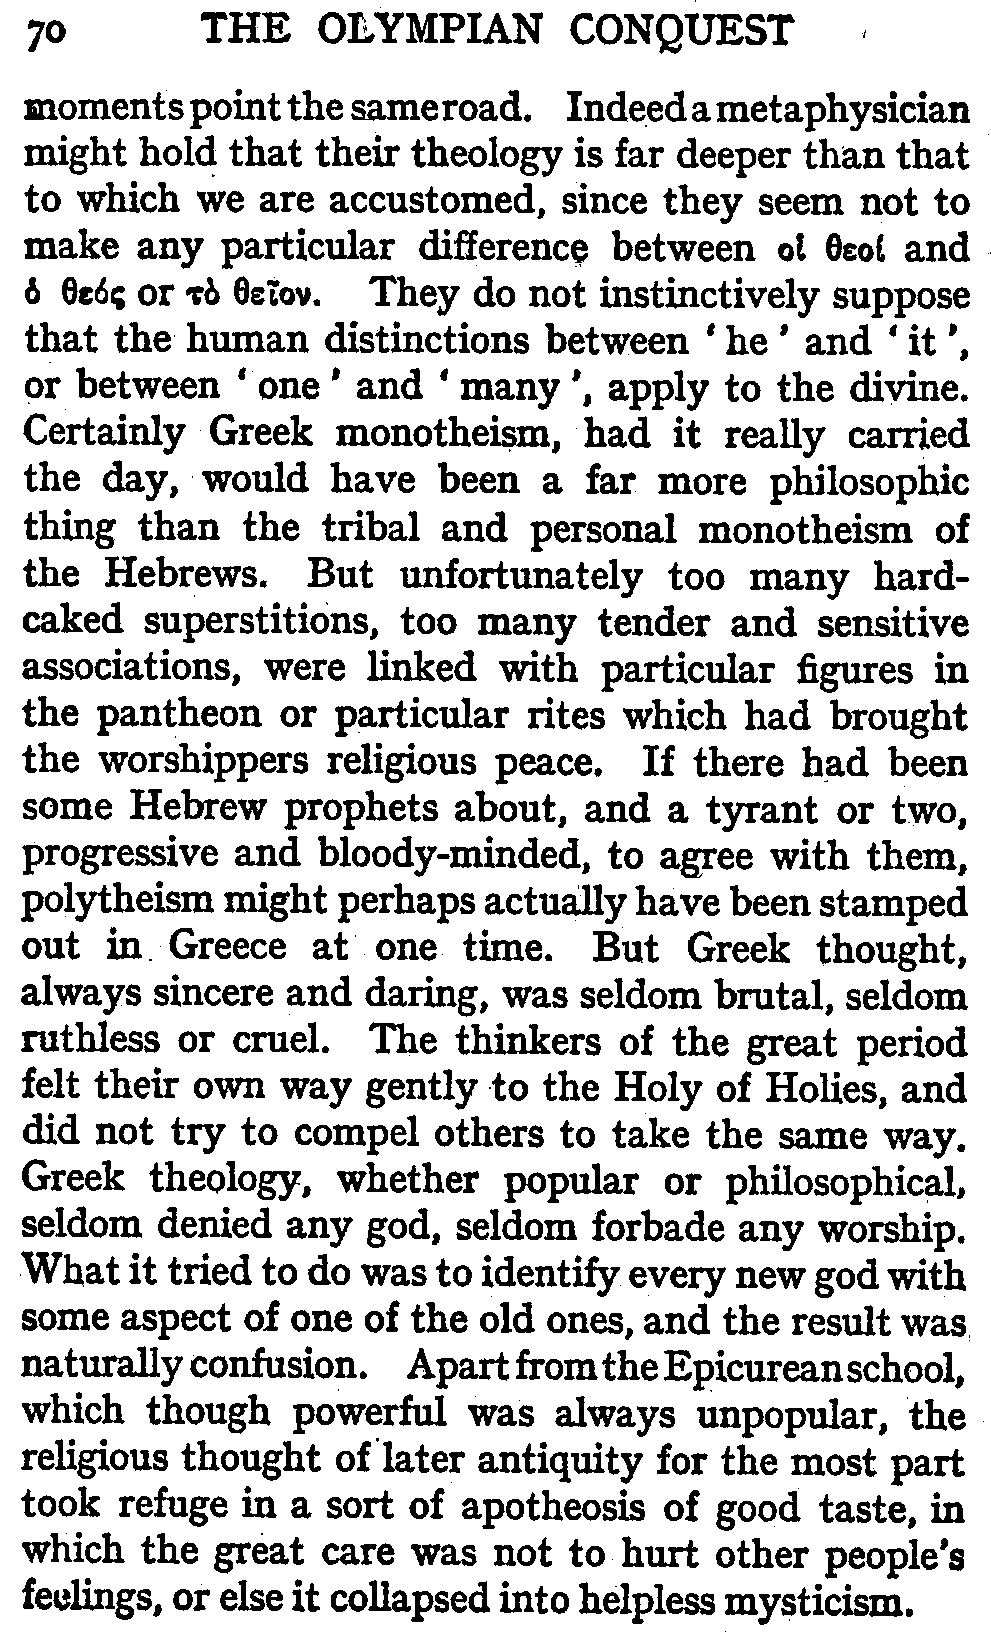 70 THE OLYMPIAN CONQUEST
moments point the same road. Indeed a metaphysician
might hold that their theology is far deeper than that
to which we are accustomed, since they seem not to
make any particular difference between οἱ θεοί and
ὁ θεός or τὸ θεῖον. They do not instinctively suppose
that the human distinctions between ‘ he ’ and ‘ it ’,
or between ‘ one ’ and ‘ many ’, apply to the divine.
Certainly Greek monotheism, had it really carried
the day, would have been a far more philosophic
thing than the tribal and personal monotheism of
the Hebrews. But unfortunately too many hard-
caked superstitions, too many tender and sensitive
associations, were linked with particular figures in
the pantheon or particular rites which had brought
the worshippers religious peace. If there had been
some Hebrew prophets about, and a tyrant or two,
progressive and bloody-minded, to agree with them,
polytheism might perhaps actually have been stamped
out in Greece at one time. But Greek thought,
always sincere and daring, was seldom brutal, seldom
ruthless or cruel. The thinkers of the great period
felt their own way gently to the Holy of Holies, and
did not try to compel others to take the same way.
Greek theology, whether popular or philosophical,
seldom denied any god, seldom forbade any worship.
What it tried to do was to identify every new god with
some aspect of one of the old ones, and the result was
naturally confusion. Apart from the Epicurean school,
which though powerful was always unpopular, the
religious thought of later antiquity for the most part
took refuge in a sort of apotheosis of good taste, in
which the great care was not to hurt other people's
feelings, or else it collapsed into helpless mysticism.